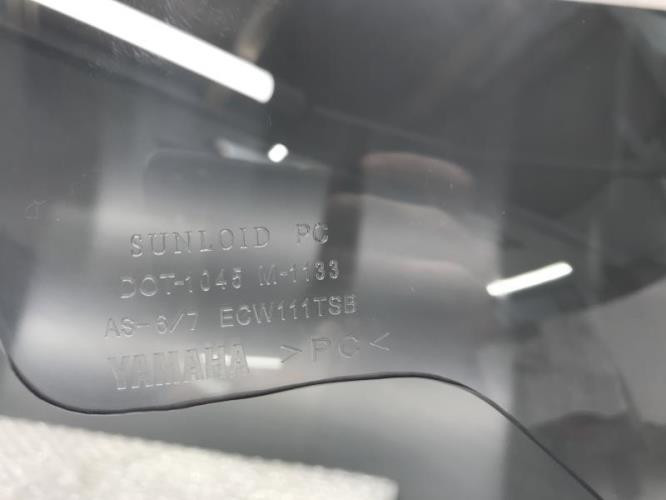 SUNLOID PC
DOT-1045 M-1133
AS-6/7 ECW111TSB
YAMAHA >PC<